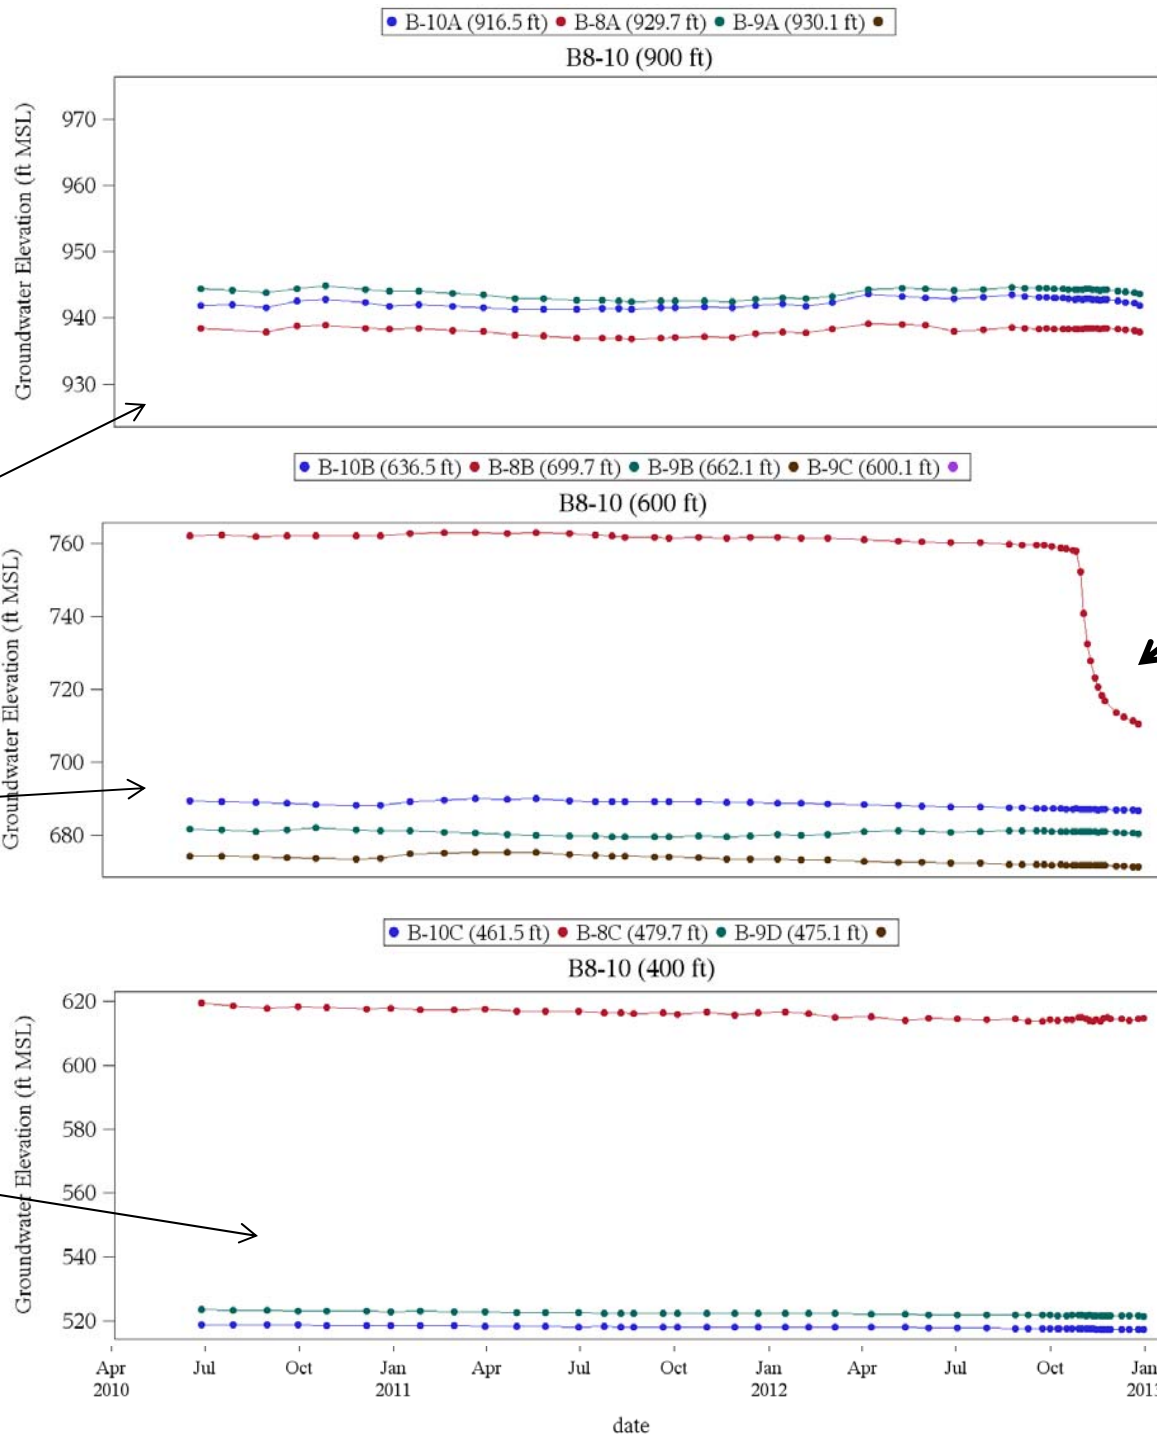 B-10A (916.5 ft) B-8A (929.7 ft) B-9A (930.1 ft)
B8-10 (900 ft)
Groundwater Elevation (ft MSL)
970
960
950
940
930
B-10B (636.5 ft) B-8B (699.7 ft) B-9B (662.1 ft) B-9C (600.1 ft)
B8-10 (600 ft)
Groundwater Elevation (ft MSL)
760
740
720
700
680
B-10C (461.5 ft) B-8C (479.7 ft) B-9D (475.1 ft)
B8-10 (400 ft)
Groundwater Elevation (ft MSL)
620
600
580
560
540
520
Apr Jul Oct Jan Apr Jul Oct Jan Apr Jul Oct Jan
2010 2011 2012
date